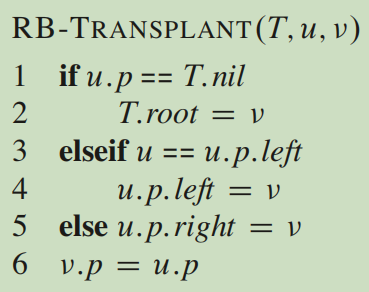 RB-TRANSPLANT(T, u, v)
1 if u.p == T.nil
2 T.root = v
3 elseif u == u.p.left
4 u.p.left = v
5 else u.p.right = v
6 v.p = u.p